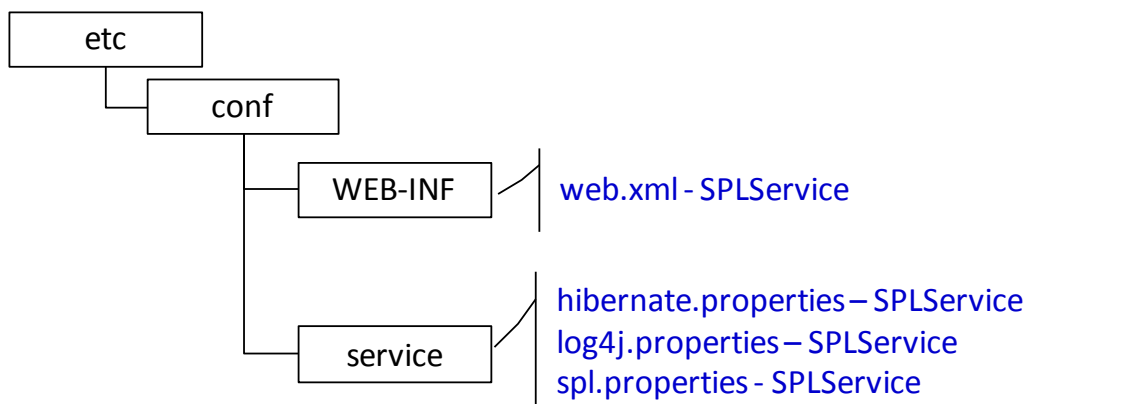 etc
conf
WEB-INF
web.xml - SPLService
hibernate.properties – SPLService
log4j.properties – SPLService
service
spl.properties - SPLService